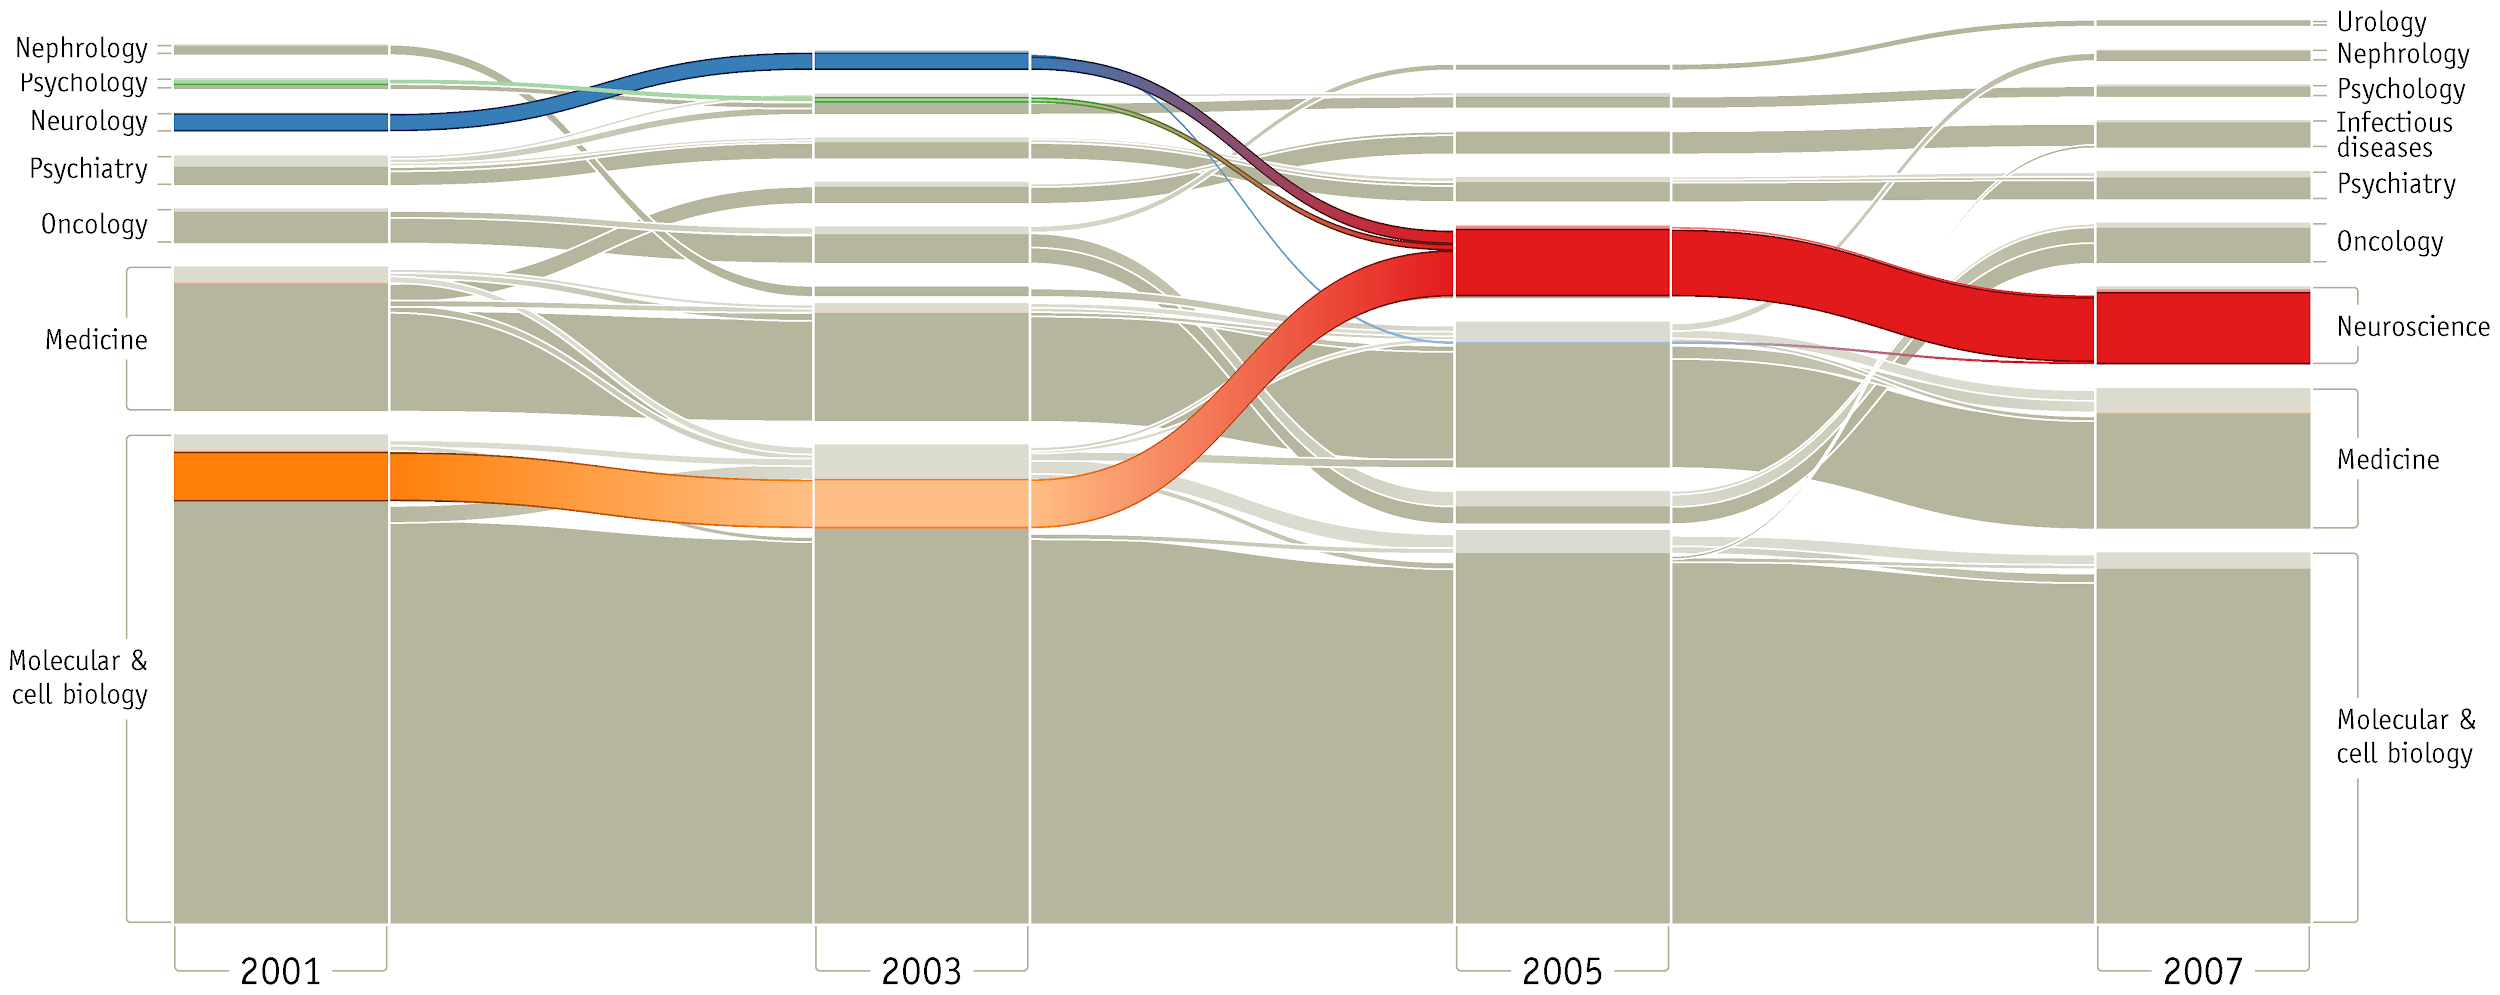 Nephrology
Psychology
Neurology
Psychiatry
Oncology
Medicine
Molecular &
cell biology
Urology
Nephrology
Psychology
Infectious
diseases
Psychiatry
Oncology
Neuroscience
Medicine
Molecular &
cell biology
2001
2003
2005
2007